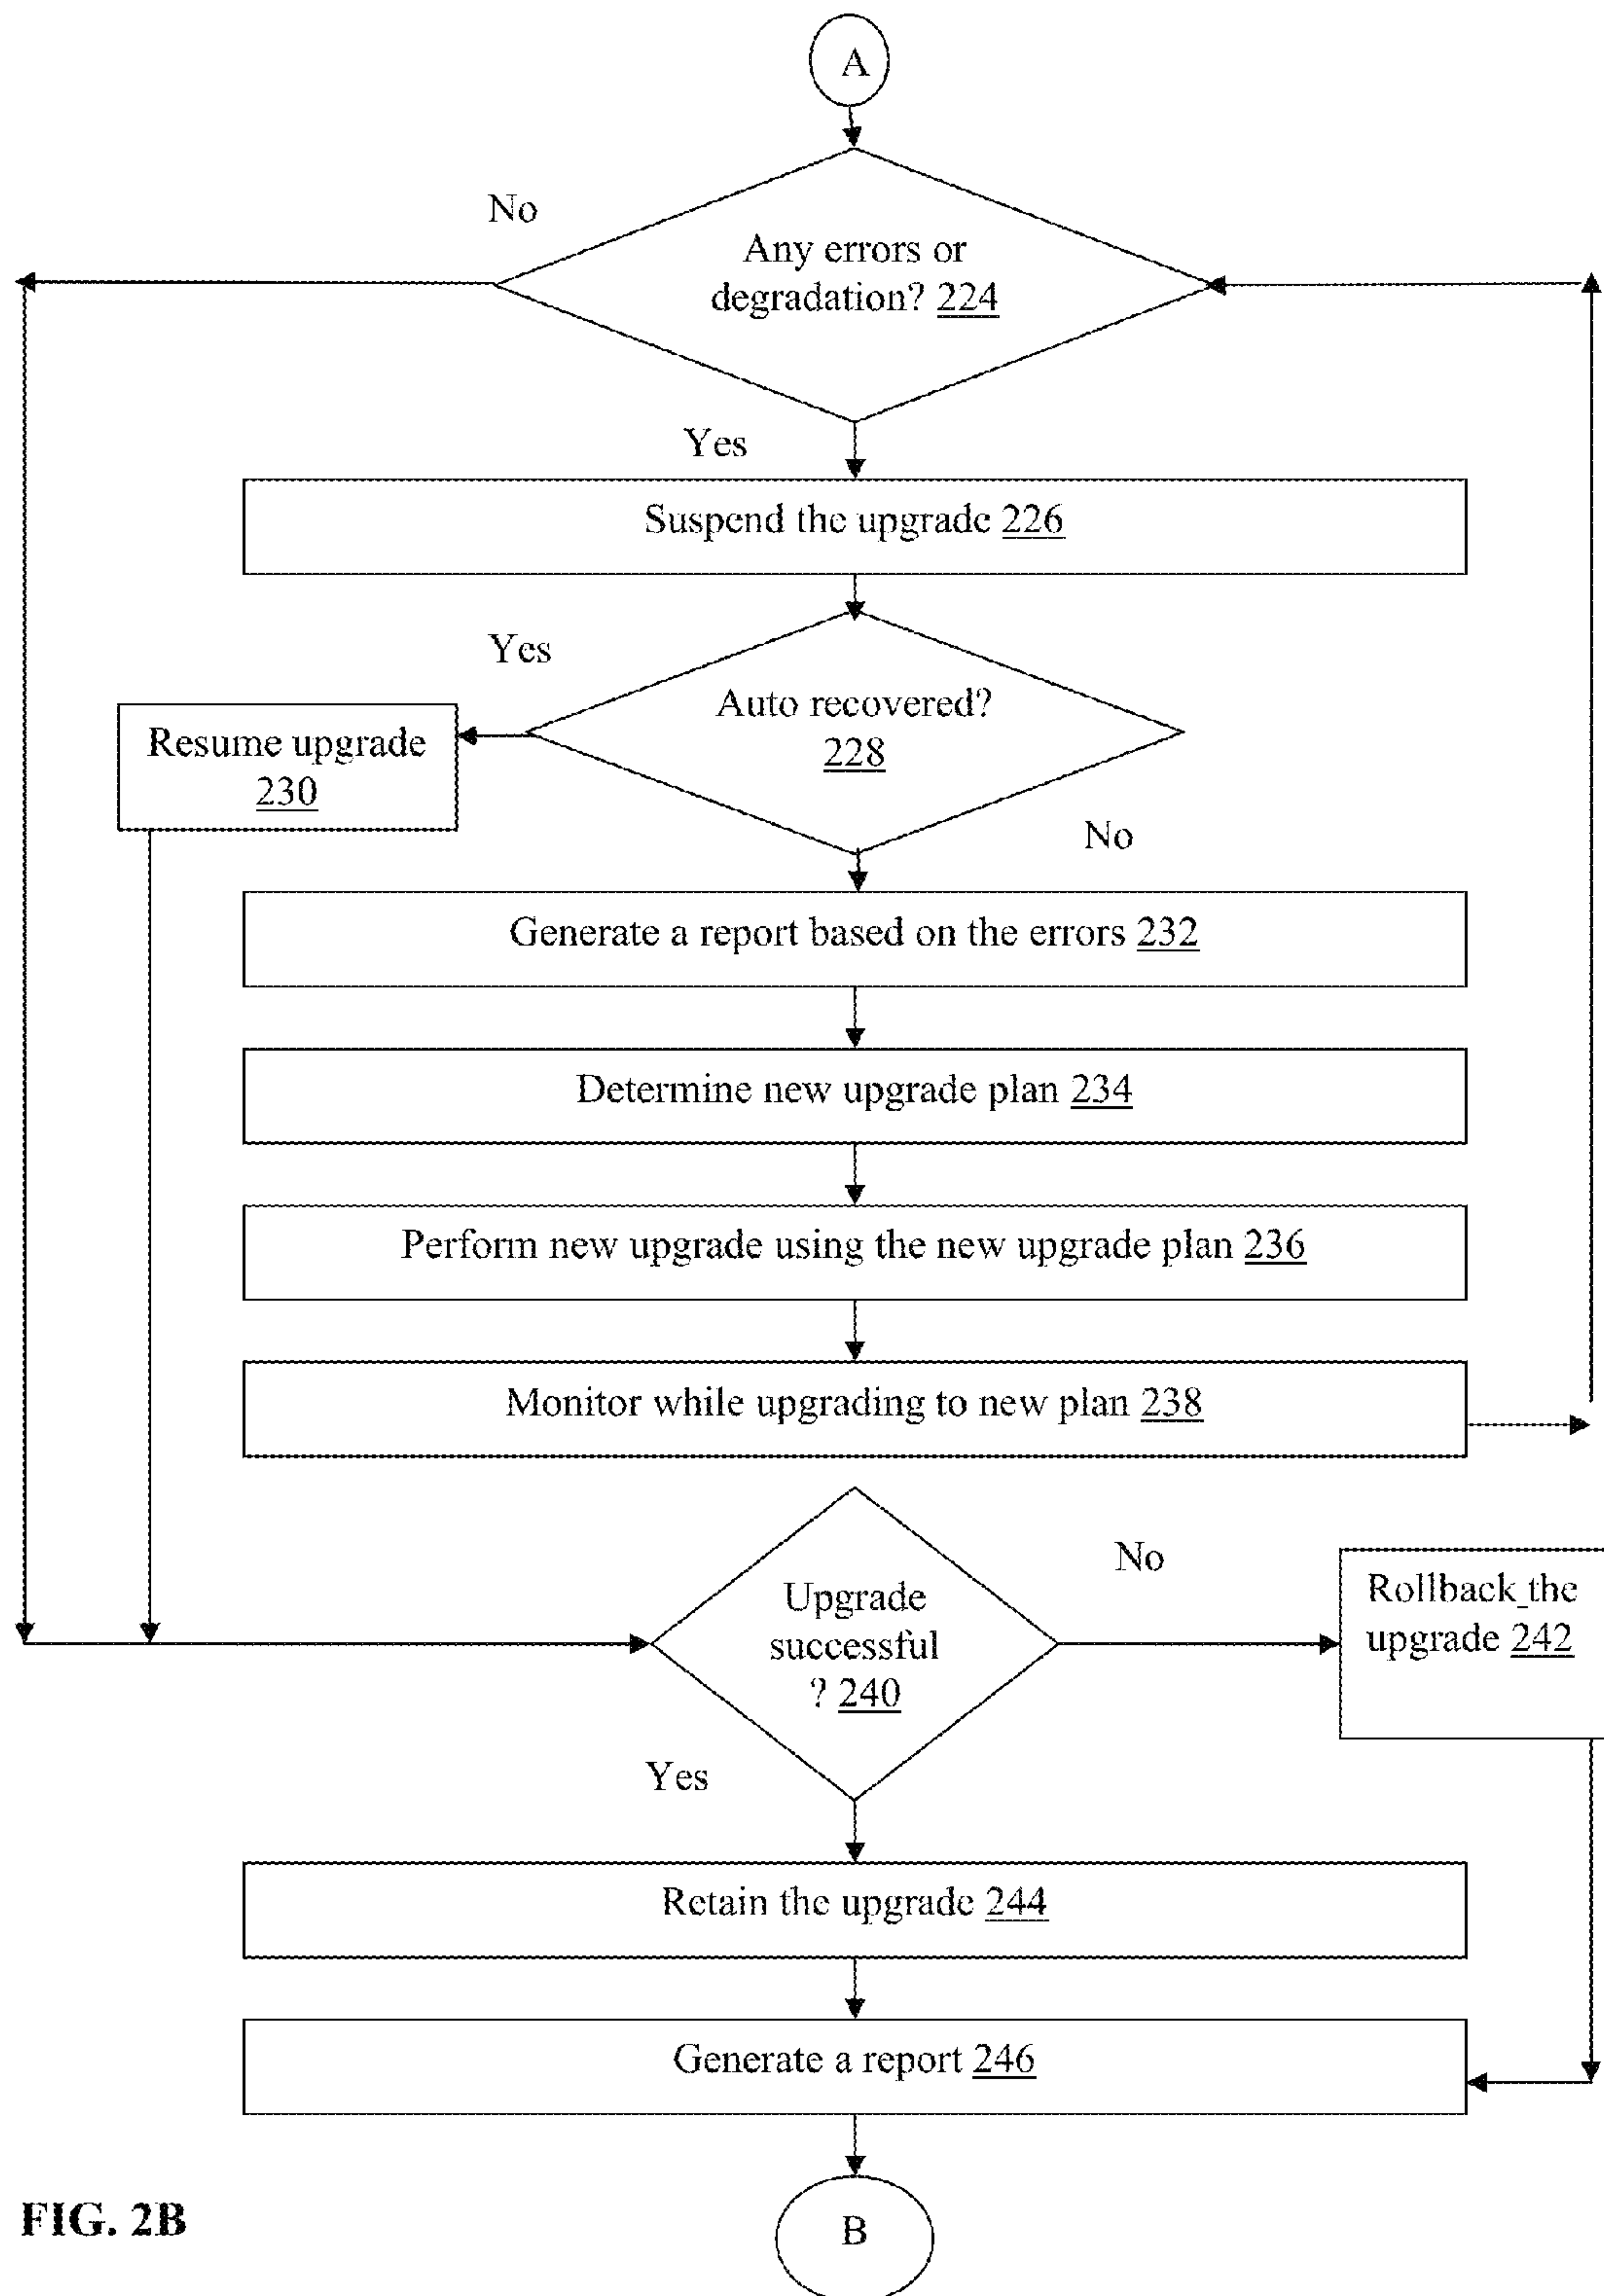 A
No
Any errors or
degradation? 224
Yes
Suspend the upgrade 226
Yes
Auto recovered?
228
Resume upgrade
230
No
Generate a report based on the errors 232
Determine new upgrade plan 234
Perform new upgrade using the new upgrade plan 236
Monitor while upgrading to new plan 238
No
Upgrade
successful
? 240
Rollback the
upgrade 242
Yes
Retain the upgrade 244
Generate a report 246
FIG. 2B
B